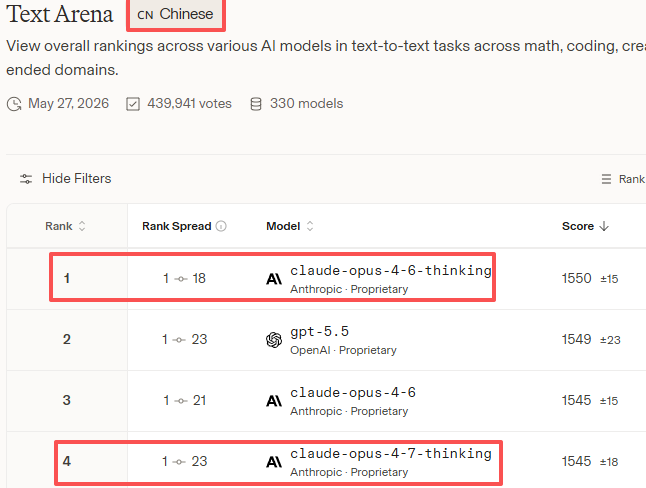 Text Arena CN Chinese
View overall rankings across various AI models in text-to-text tasks across math, coding, crea
ended domains.
May 27, 2026 439,941 votes 330 models
Hide Filters Rank
Rank Rank Spread Model Score
1 1 18 claude-opus-4-6-thinking 1550 ±15
Anthropic · Proprietary
2 1 23 gpt-5.5 1549 ±23
OpenAI · Proprietary
3 1 21 claude-opus-4-6 1545 ±15
Anthropic · Proprietary
4 1 23 claude-opus-4-7-thinking 1545 ±18
Anthropic · Proprietary